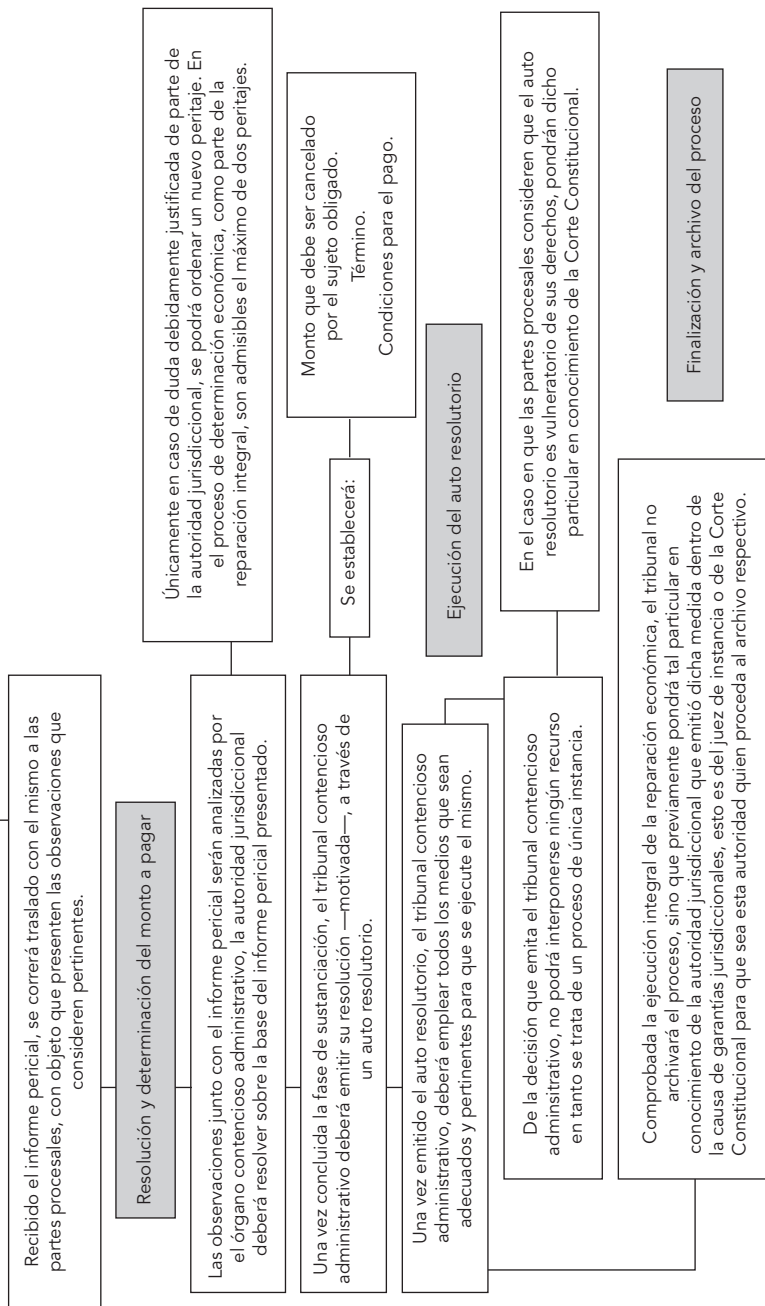 Recibido el informe pericial, se correrá traslado con el mismo a las
partes procesales, con objeto que presenten las observaciones que
consideren pertinentes.
Resolución y determinación del monto a pagar
Las observaciones junto con el informe pericial serán analizadas por
el órgano contencioso administrativo, la autoridad jurisdiccional
deberá resolver sobre la base del informe pericial presentado.
Únicamente en caso de duda debidamente justificada de parte de
la autoridad jurisdiccional, se podrá ordenar un nuevo peritaje. En
el proceso de determinación económica, como parte de la
reparación integral, son admisibles el máximo de dos peritajes.
Una vez concluida la fase de sustanciación, el tribunal contencioso
administrativo deberá emitir su resolución —motivada—, a través de
un auto resolutorio.
Se establecerá:
Monto que debe ser cancelado
por el sujeto obligado.
Término.
Condiciones para el pago.
Ejecución del auto resolutorio
Una vez emitido el auto resolutorio, el tribunal contencioso
administrativo, deberá emplear todos los medios que sean
adecuados y pertinentes para que se ejecute el mismo.
De la decisión que emita el tribunal contencioso
adminsitrativo, no podrá interponerse ningún recurso
en tanto se trata de un proceso de única instancia.
En el caso en que las partes procesales consideren que el auto
resolutorio es vulneratorio de sus derechos, pondrán dicho
particular en conocimiento de la Corte Constitucional.
Finalización y archivo del proceso
Comprobada la ejecución integral de la reparación económica, el tribunal no
archivará el proceso, sino que previamente pondrá tal particular en
conocimiento de la autoridad jurisdiccional que emitió dicha medida dentro de
la causa de garantías jurisdiccionales, esto es del juez de instancia o de la Corte
Constitucional para que sea esta autoridad quien proceda al archivo respectivo.